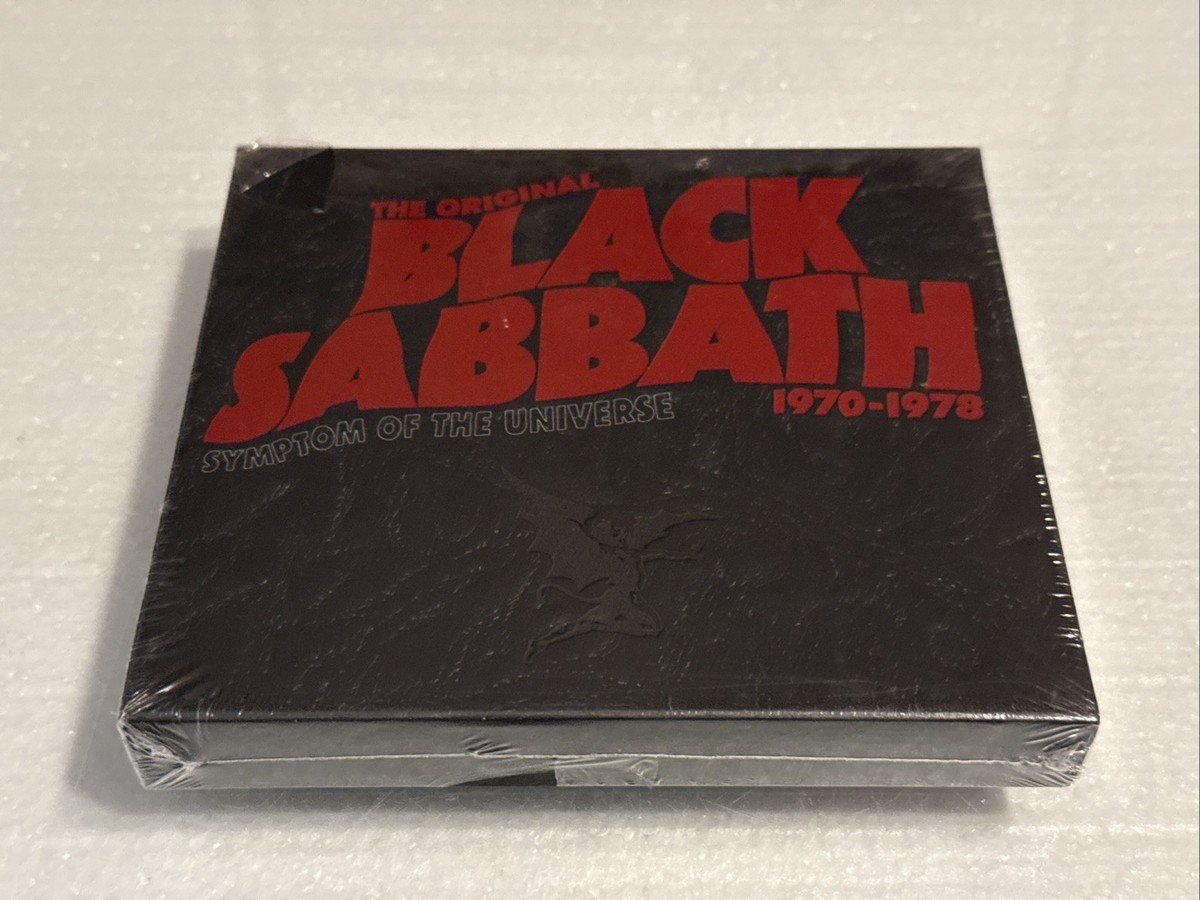 THE ORIGINAL
BLACK
SABBATH
1970-1978
SYMPTOM OF THE UNIVERSE